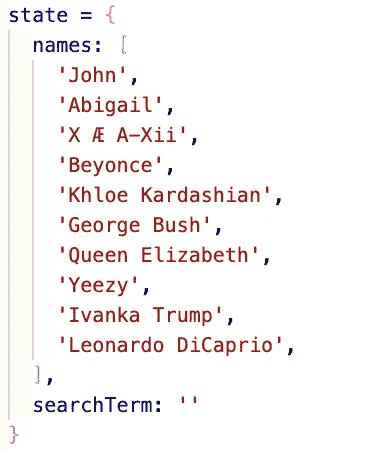 state = {
names: [
'John',
'Abigail',
'X Æ A-Xii',
'Beyonce',
'Khloe Kardashian',
'George Bush',
'Queen Elizabeth',
'Yeezy',
'Ivanka Trump',
'Leonardo DiCaprio',
],
searchTerm: ''
}